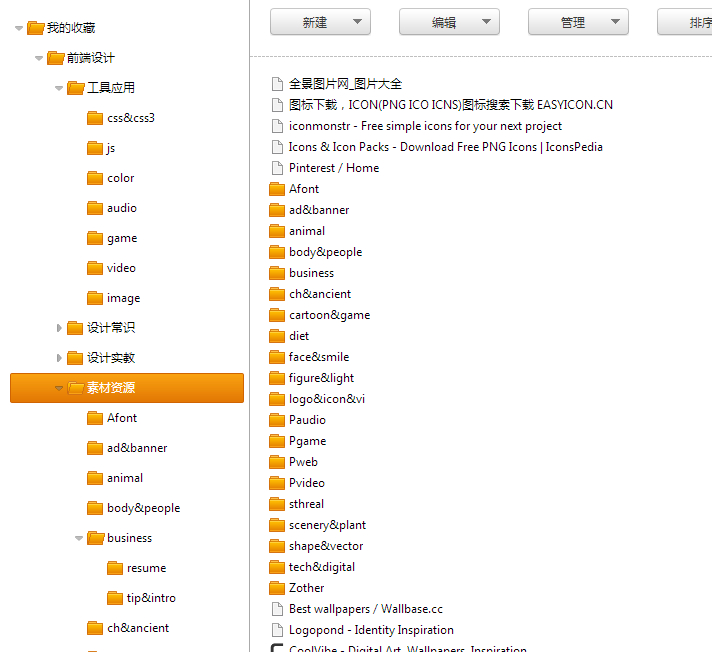 我的收藏
前端设计
工具应用
css&css3
js
color
audio
game
video
image
设计常识
设计实教
素材资源
Afont
ad&banner
animal
body&people
business
resume
tip&intro
ch&ancient
新建
编辑
管理
排序
全景图片网_图片大全
图标下载，ICON(PNG ICO ICNS)图标搜索下载 EASYICON.CN
iconmonstr - Free simple icons for your next project
Icons & Icon Packs - Download Free PNG Icons | IconsPedia
Pinterest / Home
Afont
ad&banner
animal
body&people
business
ch&ancient
cartoon&game
diet
face&smile
figure&light
logo&icon&vi
Paudio
Pgame
Pweb
Pvideo
sthreal
scenery&plant
shape&vector
tech&digital
Zother
Best wallpapers / Wallbase.cc
Logopond - Identity Inspiration
CoolVibe - Digital Art, Wallpapers, Inspiration